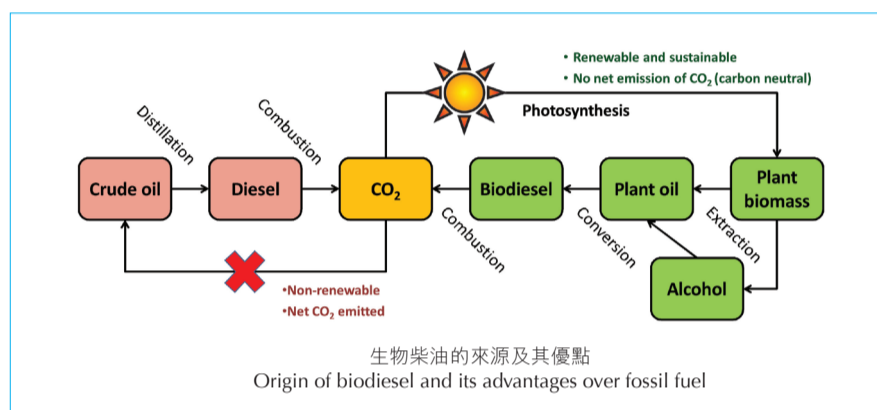 • Renewable and sustainable
• No net emission of CO₂ (carbon neutral)
Photosynthesis
Distillation
Combustion
Crude oil
Diesel
CO₂
Biodiesel
Plant oil
Plant
biomass
Combustion
Conversion
Extraction
Alcohol
•Non-renewable
•Net CO₂ emitted
生物柴油的來源及其優點
Origin of biodiesel and its advantages over fossil fuel